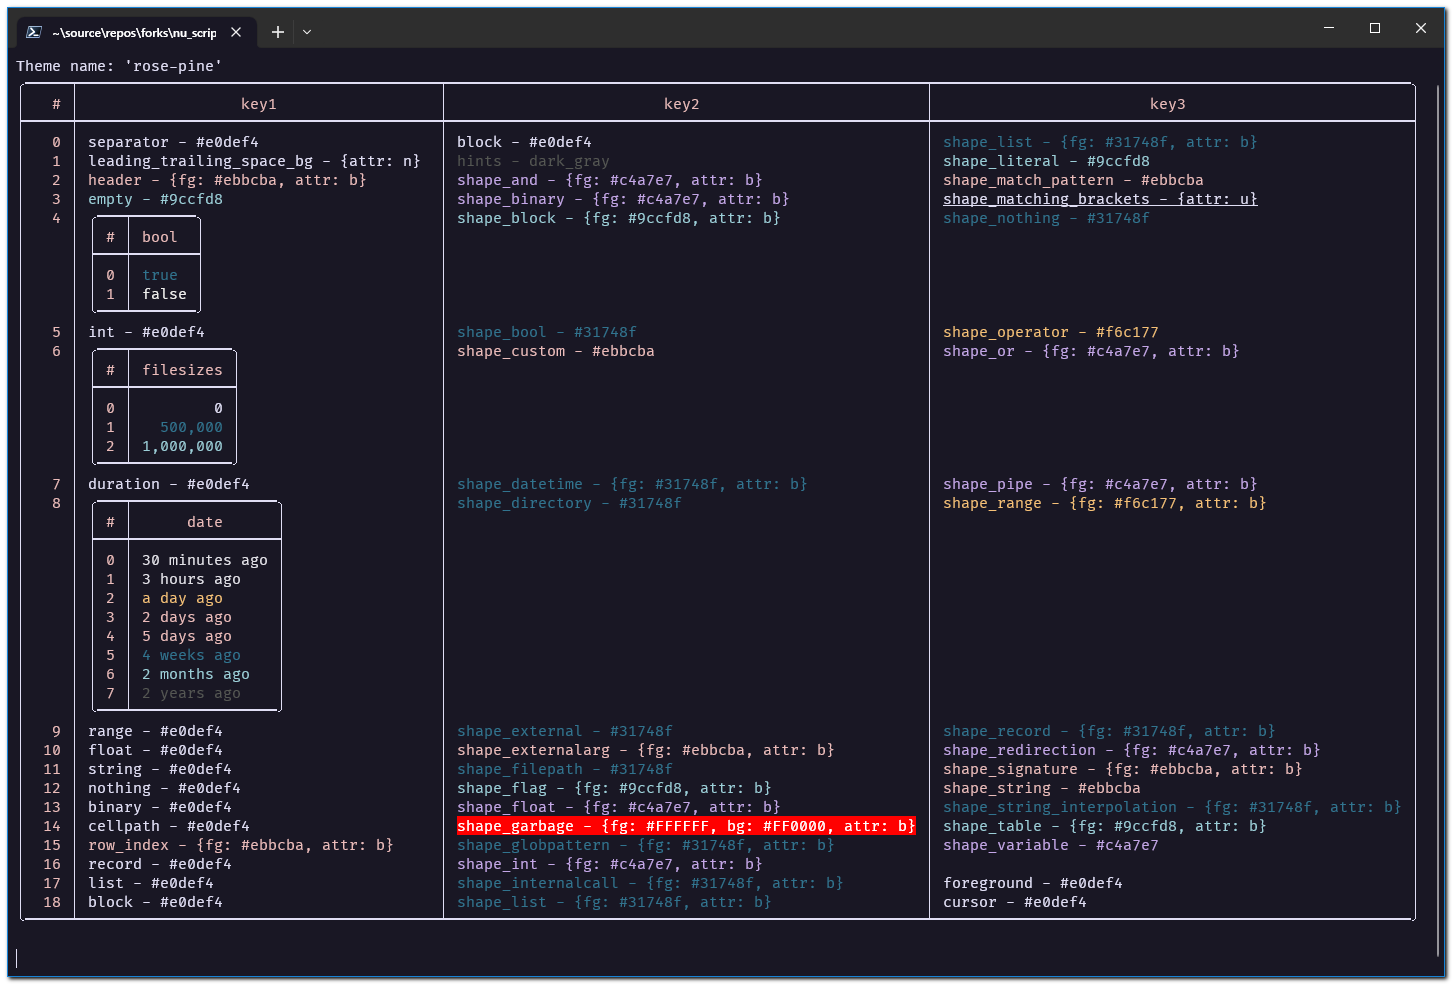 ~\source\repos\forks\nu_scrip
Theme name: 'rose-pine'
# key1 key2 key3
0 separator - #e0def4 block - #e0def4 shape_list - {fg: #31748f, attr: b}
1 leading_trailing_space_bg - {attr: n} hints - dark_gray shape_literal - #9ccfd8
2 header - {fg: #ebbcba, attr: b} shape_and - {fg: #c4a7e7, attr: b} shape_match_pattern - #ebbcba
3 empty - #9ccfd8 shape_binary - {fg: #c4a7e7, attr: b} shape_matching_brackets - {attr: u}
4 shape_block - {fg: #9ccfd8, attr: b} shape_nothing - #31748f
# bool
0 true
1 false
5 int - #e0def4 shape_bool - #31748f shape_operator - #f6c177
6 shape_custom - #ebbcba shape_or - {fg: #c4a7e7, attr: b}
# filesizes
0 0
1 500,000
2 1,000,000
7 duration - #e0def4 shape_datetime - {fg: #31748f, attr: b} shape_pipe - {fg: #c4a7e7, attr: b}
8 shape_directory - #31748f shape_range - {fg: #f6c177, attr: b}
# date
0 30 minutes ago
1 3 hours ago
2 a day ago
3 2 days ago
4 5 days ago
5 4 weeks ago
6 2 months ago
7 2 years ago
9 range - #e0def4 shape_external - #31748f shape_record - {fg: #31748f, attr: b}
10 float - #e0def4 shape_externalarg - {fg: #ebbcba, attr: b} shape_redirection - {fg: #c4a7e7, attr: b}
11 string - #e0def4 shape_filepath - #31748f shape_signature - {fg: #ebbcba, attr: b}
12 nothing - #e0def4 shape_flag - {fg: #9ccfd8, attr: b} shape_string - #ebbcba
13 binary - #e0def4 shape_float - {fg: #c4a7e7, attr: b} shape_string_interpolation - {fg: #31748f, attr: b}
14 cellpath - #e0def4 shape_garbage - {fg: #FFFFFF, bg: #FF0000, attr: b} shape_table - {fg: #9ccfd8, attr: b}
15 row_index - {fg: #ebbcba, attr: b} shape_globpattern - {fg: #31748f, attr: b} shape_variable - #c4a7e7
16 record - #e0def4 shape_int - {fg: #c4a7e7, attr: b}
17 list - #e0def4 shape_internalcall - {fg: #31748f, attr: b} foreground - #e0def4
18 block - #e0def4 shape_list - {fg: #31748f, attr: b} cursor - #e0def4